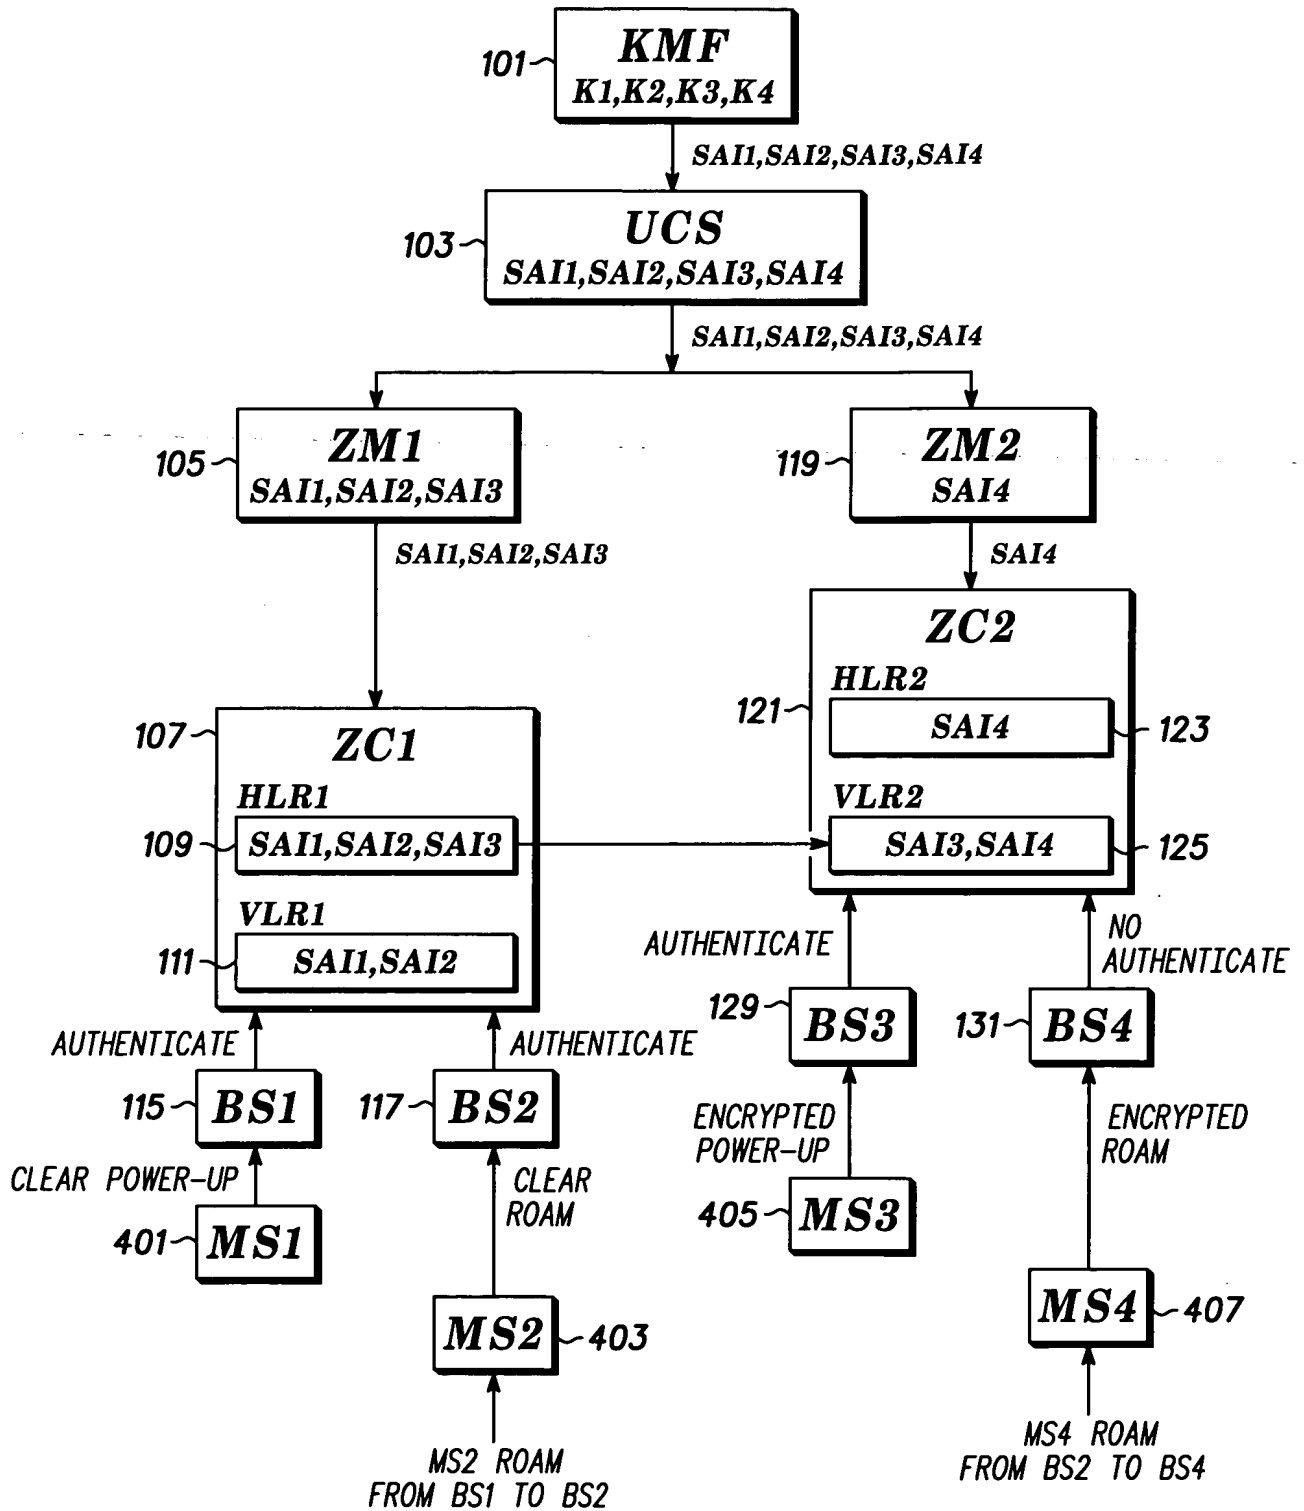 KMF
101
K1,K2,K3,K4
SAI1,SAI2,SAI3,SAI4
UCS
103
SAI1,SAI2,SAI3,SAI4
SAI1,SAI2,SAI3,SAI4
ZM1
105
SAI1,SAI2,SAI3
ZM2
119
SAI4
SAI1,SAI2,SAI3
SAI4
ZC2
HLR2
121
SAI4
123
VLR2
SAI3,SAI4
125
107
ZC1
HLR1
109
SAI1,SAI2,SAI3
VLR1
111
SAI1,SAI2
AUTHENTICATE
NO
AUTHENTICATE
129
BS3
131
BS4
AUTHENTICATE
AUTHENTICATE
115
BS1
117
BS2
ENCRYPTED
POWER-UP
ENCRYPTED
ROAM
CLEAR POWER-UP
CLEAR
ROAM
401
MS1
405
MS3
MS2
403
MS4
407
MS2 ROAM
FROM BS1 TO BS2
MS4 ROAM
FROM BS2 TO BS4